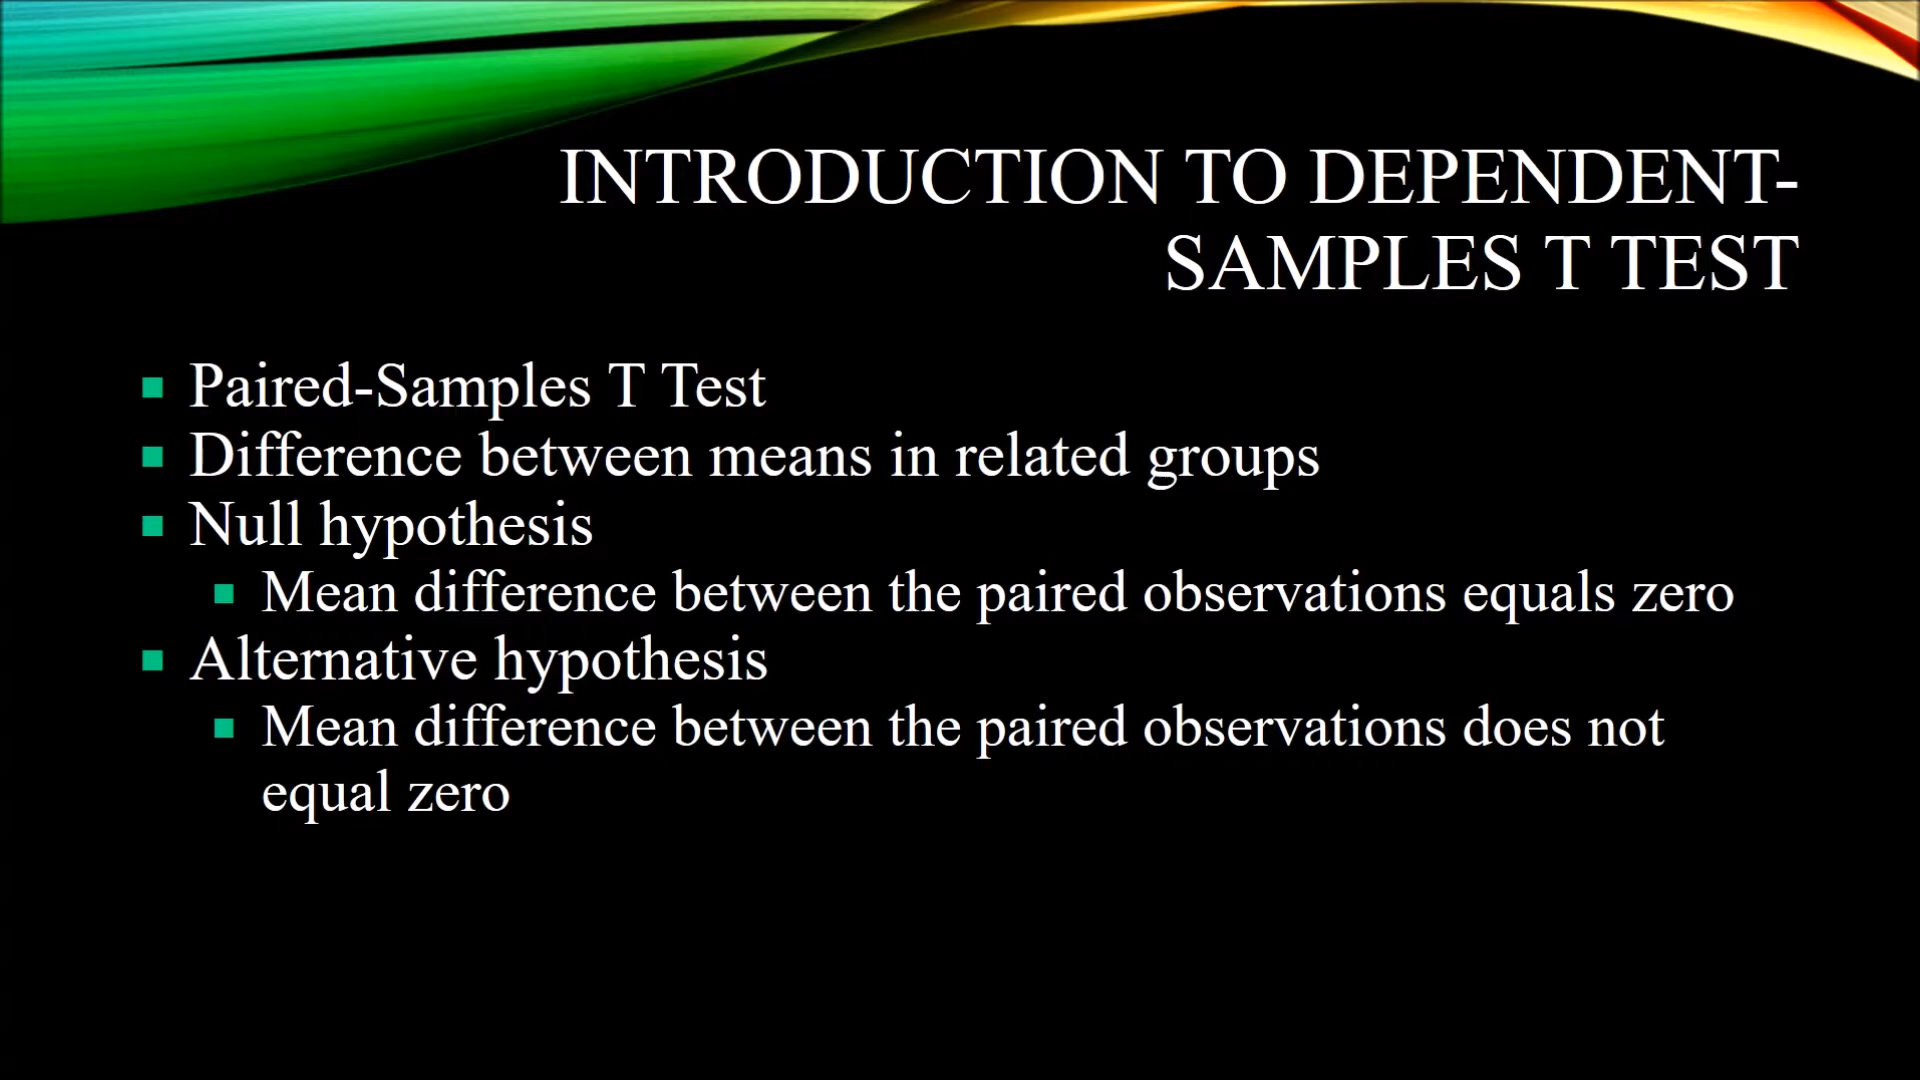 INTRODUCTION TO DEPENDENT-
SAMPLES T TEST
Paired-Samples T Test
Difference between means in related groups
Null hypothesis
Mean difference between the paired observations equals zero
Alternative hypothesis
Mean difference between the paired observations does not
equal zero